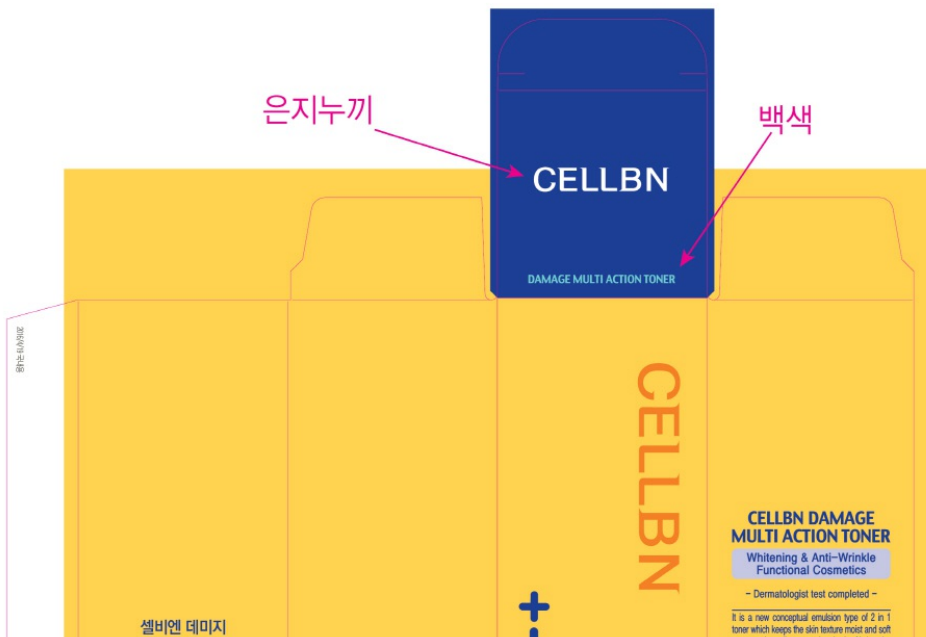 은지누끼
백색
CELLBN
DAMAGE MULTI ACTION TONER
CELLBN
CELLBN DAMAGE
MULTI ACTION TONER
Whitening & Anti-Wrinkle
Functional Cosmetics
- Dermatologist test completed -
It is a new conceptual emulsion type of 2 in 1
toner which keeps the skin texture moist and soft
셀비엔 데미지